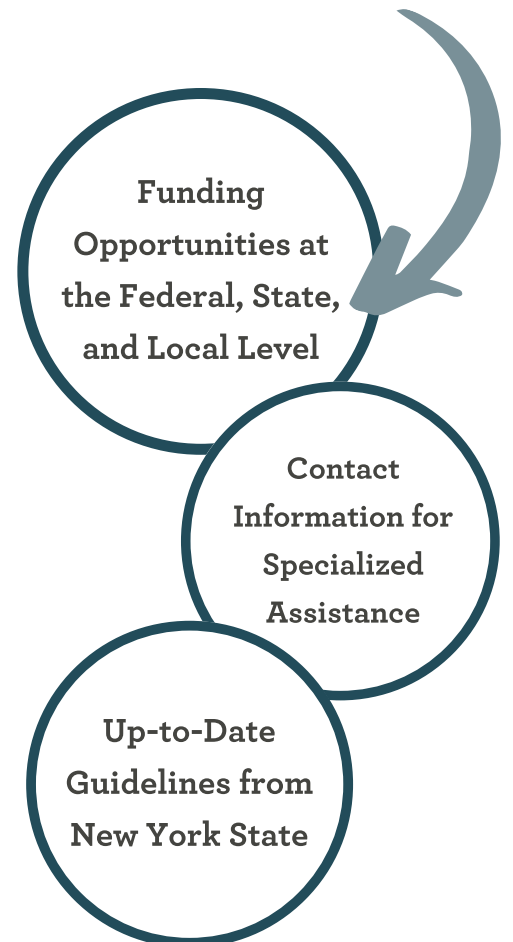 Funding
Opportunities at
the Federal, State,
and Local Level
Contact
Information for
Specialized
Assistance
Up-to-Date
Guidelines from
New York State